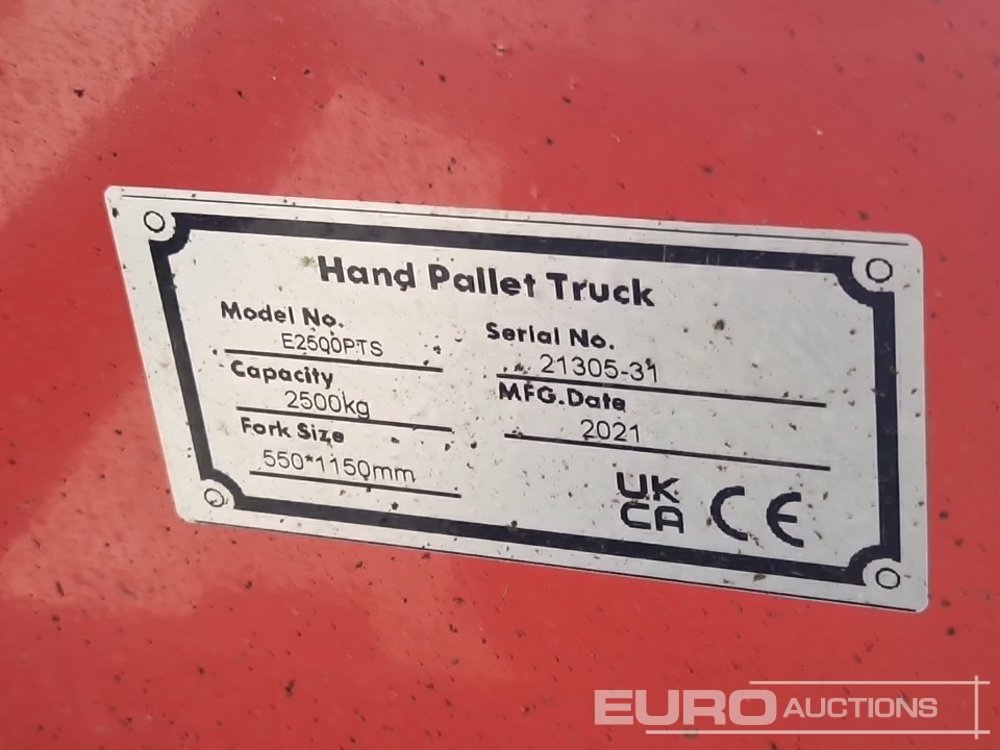 Hand Pallet Truck
Model No.
E2500PTS
Capacity
2500kg
Fork Size
550*1150mm
Serial No.
21305-31
MFG.Date
2021
UK
CA CE
EURO AUCTIONS